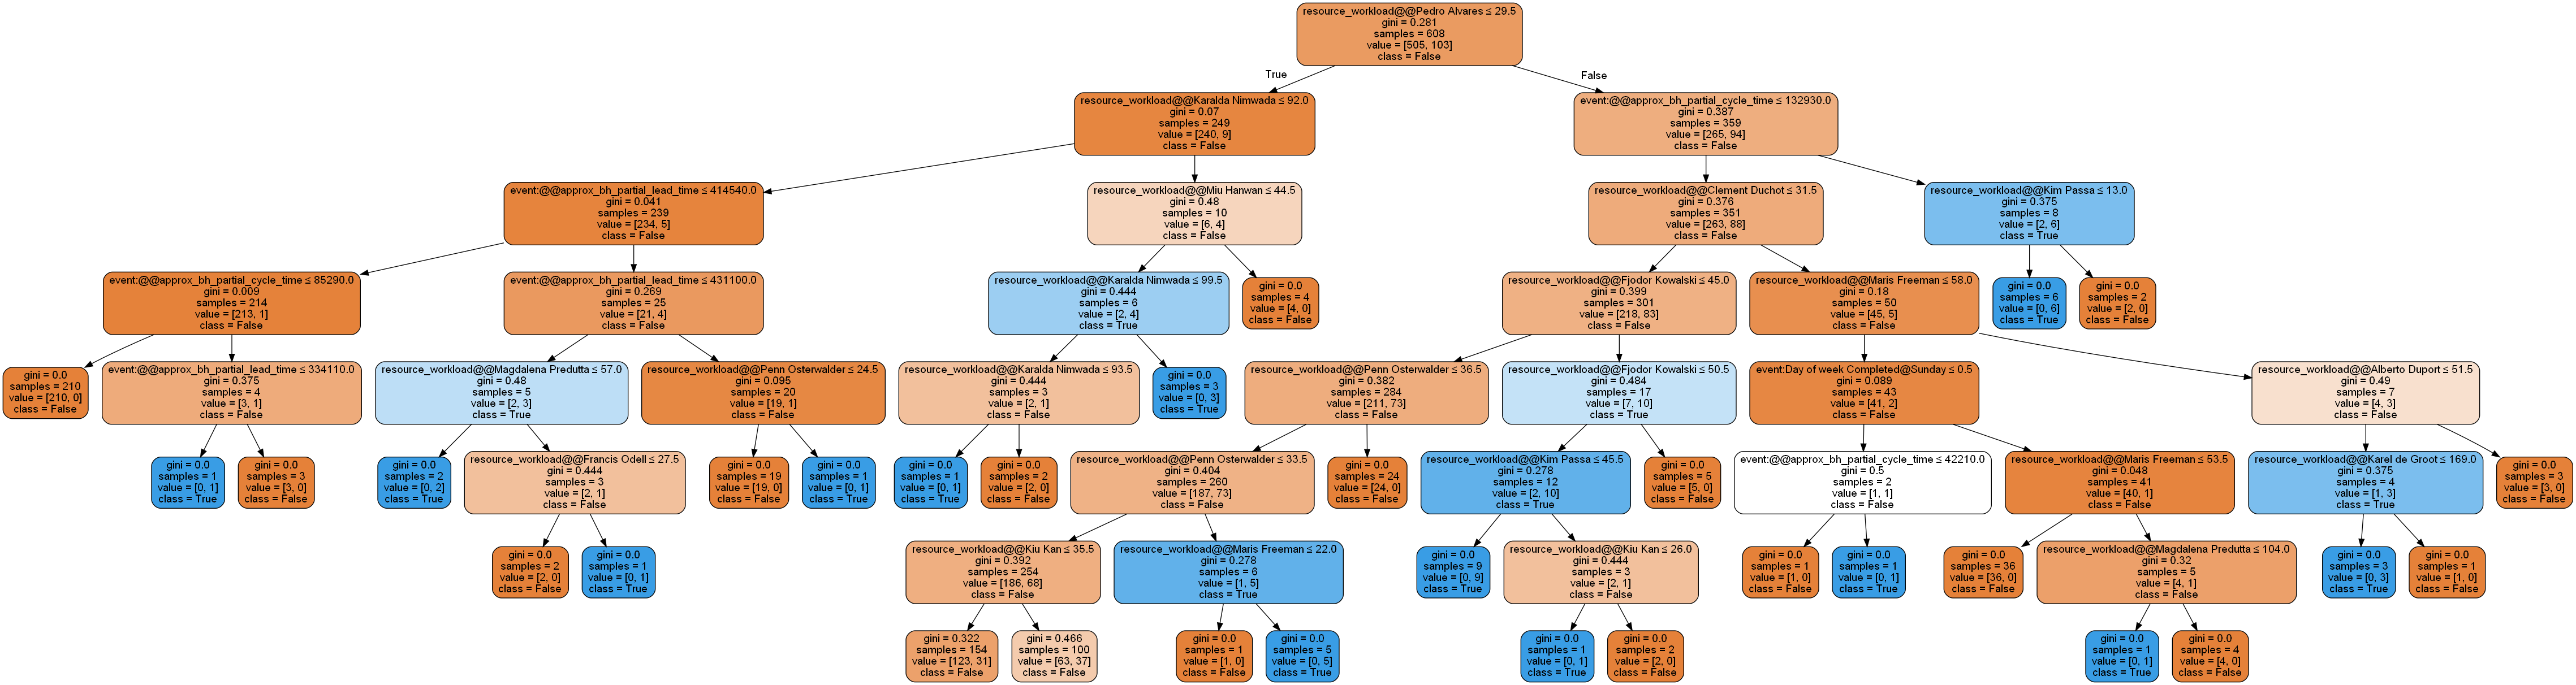 resource_workload@@Pedro Alvares ≤ 29.5
gini = 0.281
samples = 608
value = [505, 103]
class = False
True
False
resource_workload@@Karalda Nimwada ≤ 92.0
gini = 0.07
samples = 249
value = [240, 9]
class = False
event:@@approx_bh_partial_cycle_time ≤ 132930.0
gini = 0.387
samples = 359
value = [265, 94]
class = False
event:@@approx_bh_partial_lead_time ≤ 414540.0
gini = 0.041
samples = 239
value = [234, 5]
class = False
resource_workload@@Miu Hanwan ≤ 44.5
gini = 0.48
samples = 10
value = [6, 4]
class = False
resource_workload@@Clement Duchot ≤ 31.5
gini = 0.376
samples = 351
value = [263, 88]
class = False
resource_workload@@Kim Passa ≤ 13.0
gini = 0.375
samples = 8
value = [2, 6]
class = True
event:@@approx_bh_partial_cycle_time ≤ 85290.0
gini = 0.009
samples = 214
value = [213, 1]
class = False
event:@@approx_bh_partial_lead_time ≤ 431100.0
gini = 0.269
samples = 25
value = [21, 4]
class = False
resource_workload@@Karalda Nimwada ≤ 99.5
gini = 0.444
samples = 6
value = [2, 4]
class = True
gini = 0.0
samples = 4
value = [4, 0]
class = False
resource_workload@@Fjodor Kowalski ≤ 45.0
gini = 0.399
samples = 301
value = [218, 83]
class = False
resource_workload@@Maris Freeman ≤ 58.0
gini = 0.18
samples = 50
value = [45, 5]
class = False
gini = 0.0
samples = 6
value = [0, 6]
class = True
gini = 0.0
samples = 2
value = [2, 0]
class = False
gini = 0.0
samples = 210
value = [210, 0]
class = False
event:@@approx_bh_partial_lead_time ≤ 334110.0
gini = 0.375
samples = 4
value = [3, 1]
class = False
resource_workload@@Magdalena Predutta ≤ 57.0
gini = 0.48
samples = 5
value = [2, 3]
class = True
resource_workload@@Penn Osterwalder ≤ 24.5
gini = 0.095
samples = 20
value = [19, 1]
class = False
resource_workload@@Karalda Nimwada ≤ 93.5
gini = 0.444
samples = 3
value = [2, 1]
class = False
gini = 0.0
samples = 3
value = [0, 3]
class = True
resource_workload@@Penn Osterwalder ≤ 36.5
gini = 0.382
samples = 284
value = [211, 73]
class = False
resource_workload@@Fjodor Kowalski ≤ 50.5
gini = 0.484
samples = 17
value = [7, 10]
class = True
event:Day of week Completed@Sunday ≤ 0.5
gini = 0.089
samples = 43
value = [41, 2]
class = False
resource_workload@@Alberto Duport ≤ 51.5
gini = 0.49
samples = 7
value = [4, 3]
class = False
gini = 0.0
samples = 1
value = [0, 1]
class = True
gini = 0.0
samples = 3
value = [3, 0]
class = False
gini = 0.0
samples = 2
value = [0, 2]
class = True
resource_workload@@Francis Odell ≤ 27.5
gini = 0.444
samples = 3
value = [2, 1]
class = False
gini = 0.0
samples = 19
value = [19, 0]
class = False
gini = 0.0
samples = 1
value = [0, 1]
class = True
gini = 0.0
samples = 1
value = [0, 1]
class = True
gini = 0.0
samples = 2
value = [2, 0]
class = False
resource_workload@@Penn Osterwalder ≤ 33.5
gini = 0.404
samples = 260
value = [187, 73]
class = False
gini = 0.0
samples = 24
value = [24, 0]
class = False
resource_workload@@Kim Passa ≤ 45.5
gini = 0.278
samples = 12
value = [2, 10]
class = True
gini = 0.0
samples = 5
value = [5, 0]
class = False
event:@@approx_bh_partial_cycle_time ≤ 42210.0
gini = 0.5
samples = 2
value = [1, 1]
class = False
resource_workload@@Maris Freeman ≤ 53.5
gini = 0.048
samples = 41
value = [40, 1]
class = False
resource_workload@@Karel de Groot ≤ 169.0
gini = 0.375
samples = 4
value = [1, 3]
class = True
gini = 0.0
samples = 3
value = [3, 0]
class = False
gini = 0.0
samples = 2
value = [2, 0]
class = False
gini = 0.0
samples = 1
value = [0, 1]
class = True
resource_workload@@Kiu Kan ≤ 35.5
gini = 0.392
samples = 254
value = [186, 68]
class = False
resource_workload@@Maris Freeman ≤ 22.0
gini = 0.278
samples = 6
value = [1, 5]
class = True
gini = 0.0
samples = 9
value = [0, 9]
class = True
resource_workload@@Kiu Kan ≤ 26.0
gini = 0.444
samples = 3
value = [2, 1]
class = False
gini = 0.0
samples = 1
value = [1, 0]
class = False
gini = 0.0
samples = 1
value = [0, 1]
class = True
gini = 0.0
samples = 36
value = [36, 0]
class = False
resource_workload@@Magdalena Predutta ≤ 104.0
gini = 0.32
samples = 5
value = [4, 1]
class = False
gini = 0.0
samples = 3
value = [0, 3]
class = True
gini = 0.0
samples = 1
value = [1, 0]
class = False
gini = 0.322
samples = 154
value = [123, 31]
class = False
gini = 0.466
samples = 100
value = [63, 37]
class = False
gini = 0.0
samples = 1
value = [1, 0]
class = False
gini = 0.0
samples = 5
value = [0, 5]
class = True
gini = 0.0
samples = 1
value = [0, 1]
class = True
gini = 0.0
samples = 2
value = [2, 0]
class = False
gini = 0.0
samples = 1
value = [0, 1]
class = True
gini = 0.0
samples = 4
value = [4, 0]
class = False